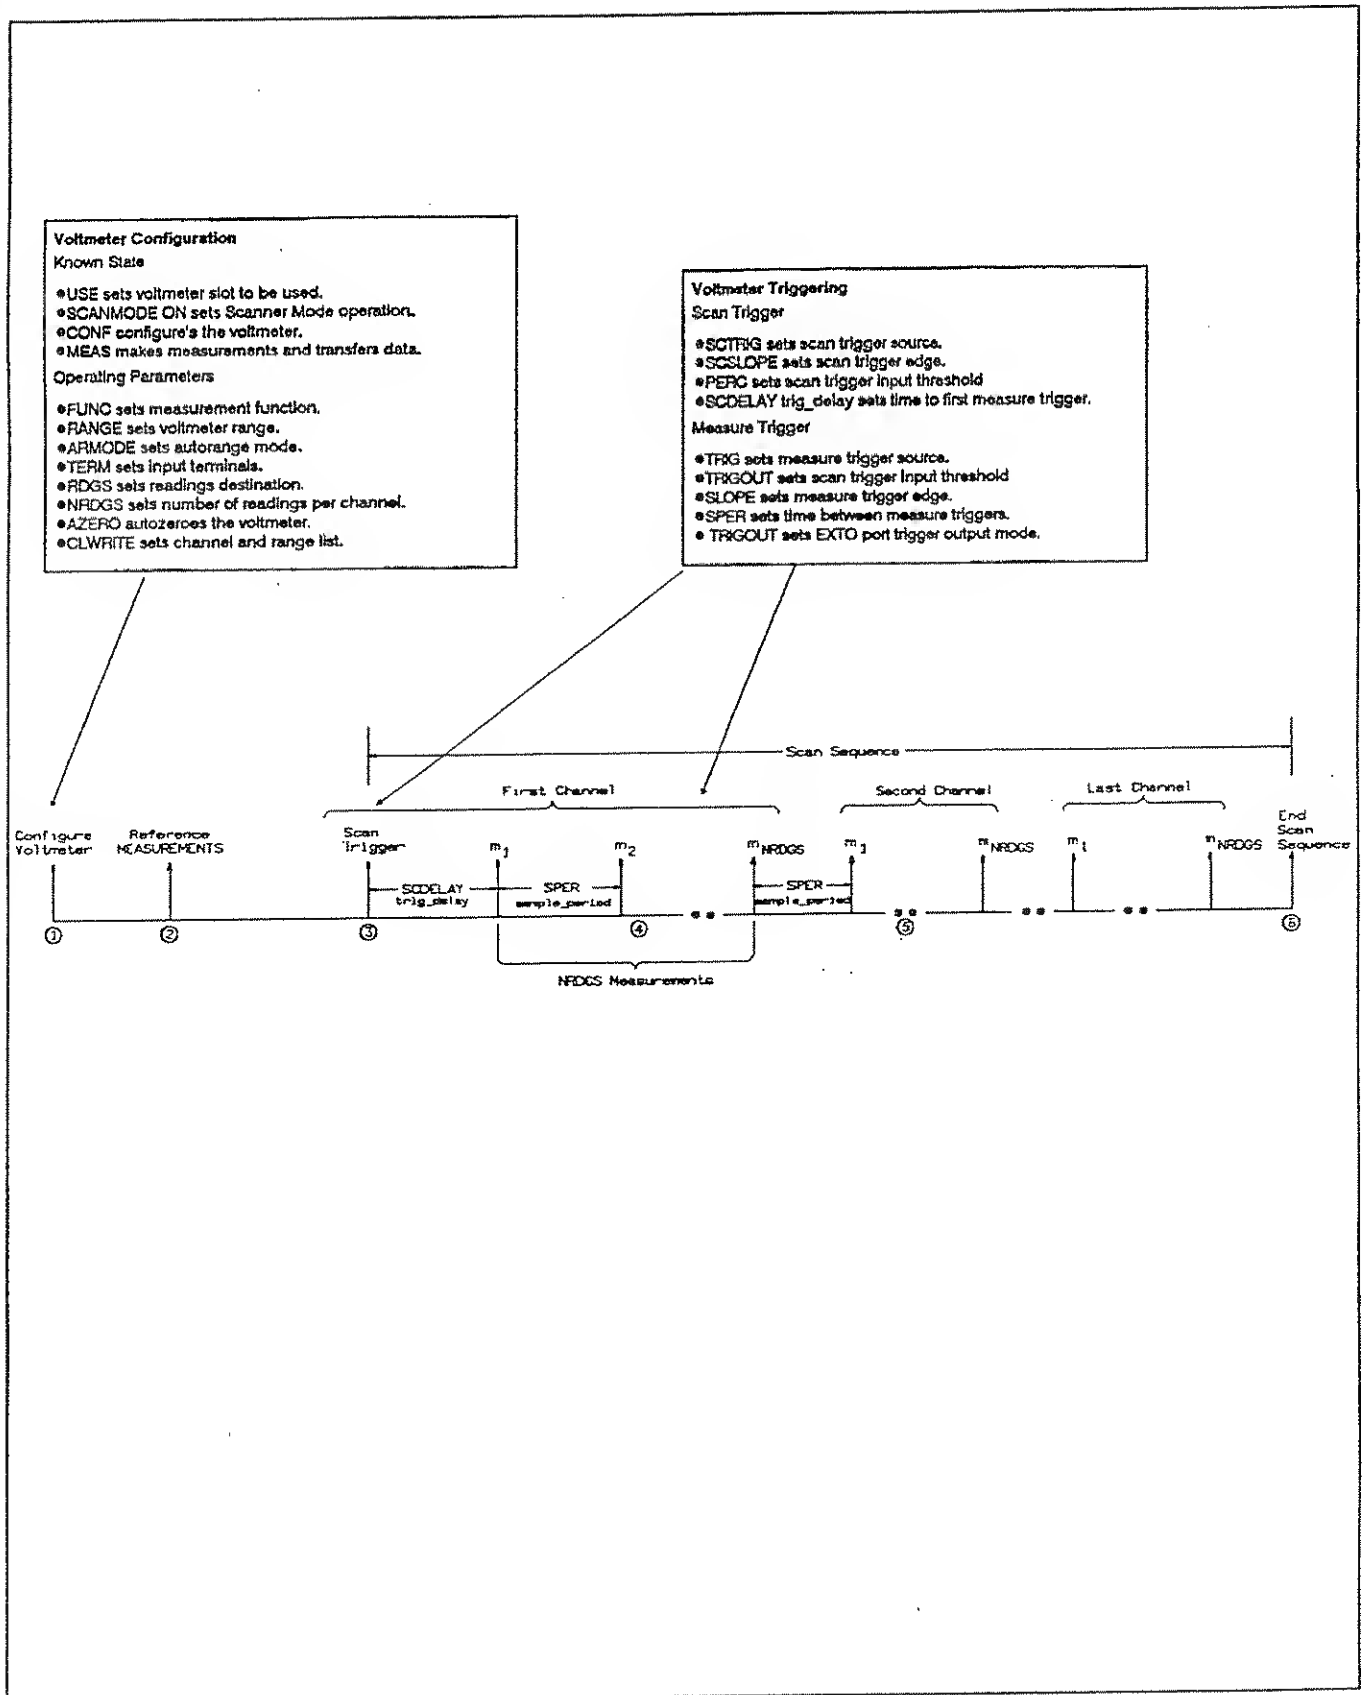 Voltmeter Configuration
Known State
●USE sets voltmeter slot to be used.
●SCANMODE ON sets Scanner Mode operation.
●CONF configure's the voltmeter.
●MEAS makes measurements and transfers data.
Operating Parameters
●FUNC sets measurement function.
●RANGE sets voltmeter range.
●ARMODE sets autorange mode.
●TERM sets input terminals.
●RDGS sets readings destination.
●NRDGS sets number of readings per channel.
●AZERO autozeroes the voltmeter.
●CLWRITE sets channel and range list.
Voltmeter Triggering
Scan Trigger
●SCTRIG sets scan trigger source.
●SCSLOPE sets scan trigger edge.
●PERC sets scan trigger input threshold
●SCDELAY trig_delay sets time to first measure trigger.
Measure Trigger
●TRIG sets measure trigger source.
●TRIGOUT sets scan trigger input threshold
●SLOPE sets measure trigger edge.
●SPER sets time between measure triggers.
● TRIGOUT sets EXTO port trigger output mode.
Scan Sequence
First Channel
Second Channel
Last Channel
Configure
Voltmeter
Reference
MEASUREMENTS
Scan
Trigger
m1
m2
mNRDGS
m1
mNRDGS
m1
mNRDGS
End
Scan
Sequence
SCDELAY
trig_delay
SPER
sample_period
SPER
sample_period
①
②
③
④
⑤
⑥
NRDGS Measurements